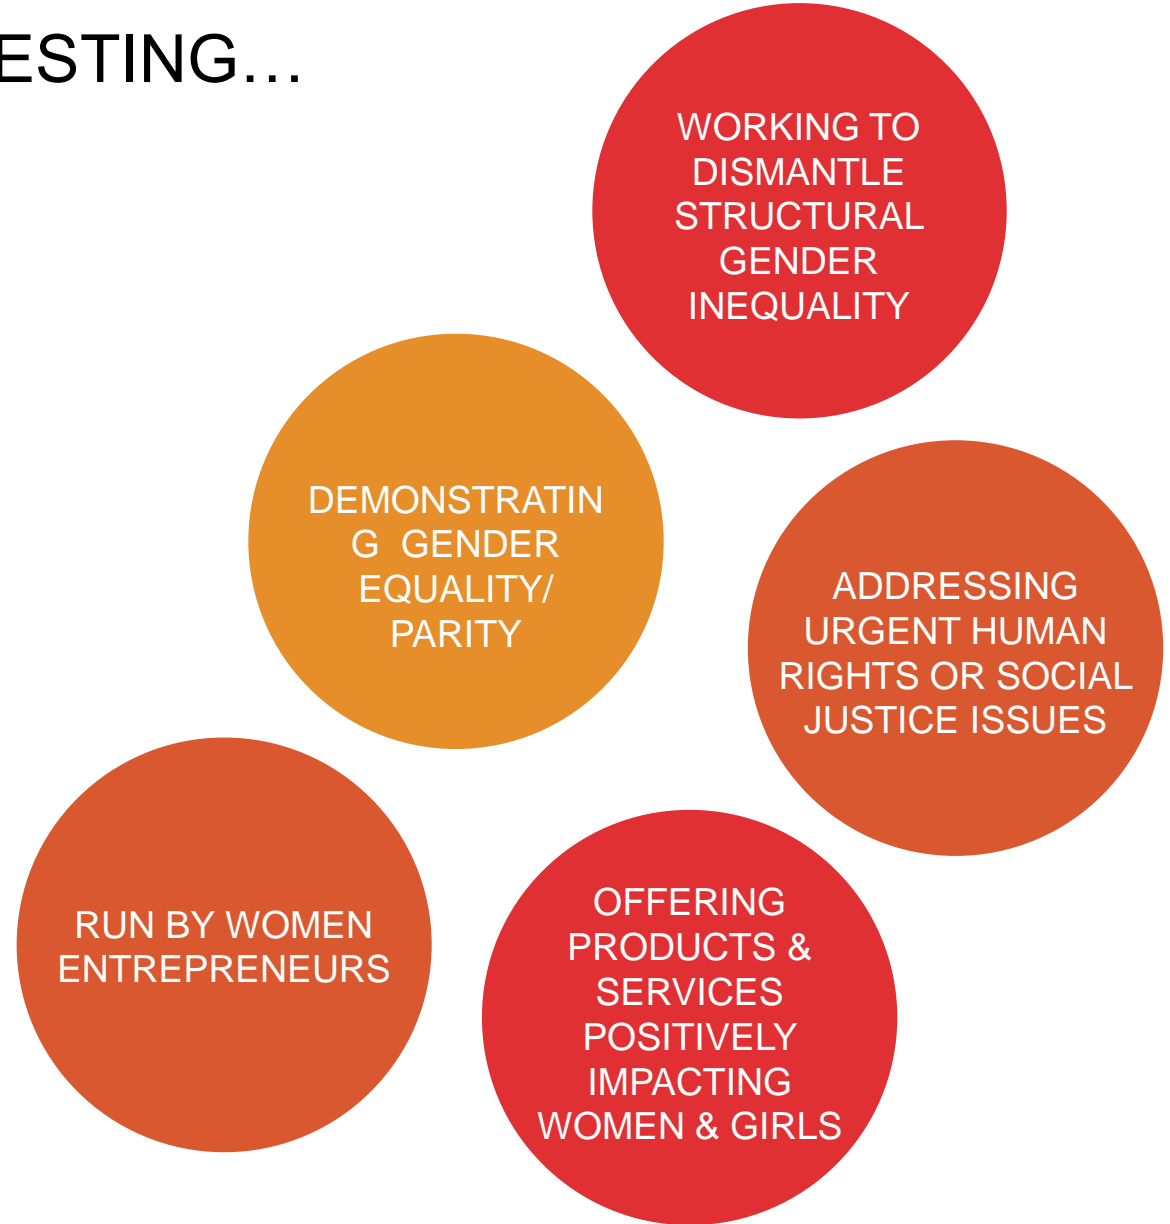 ESTING…
WORKING TO
DISMANTLE
STRUCTURAL
GENDER
INEQUALITY
DEMONSTRATIN
G  GENDER
EQUALITY/
PARITY
ADDRESSING
URGENT HUMAN
RIGHTS OR SOCIAL
JUSTICE ISSUES
RUN BY WOMEN
ENTREPRENEURS
OFFERING
PRODUCTS &
SERVICES
POSITIVELY
IMPACTING
WOMEN & GIRLS